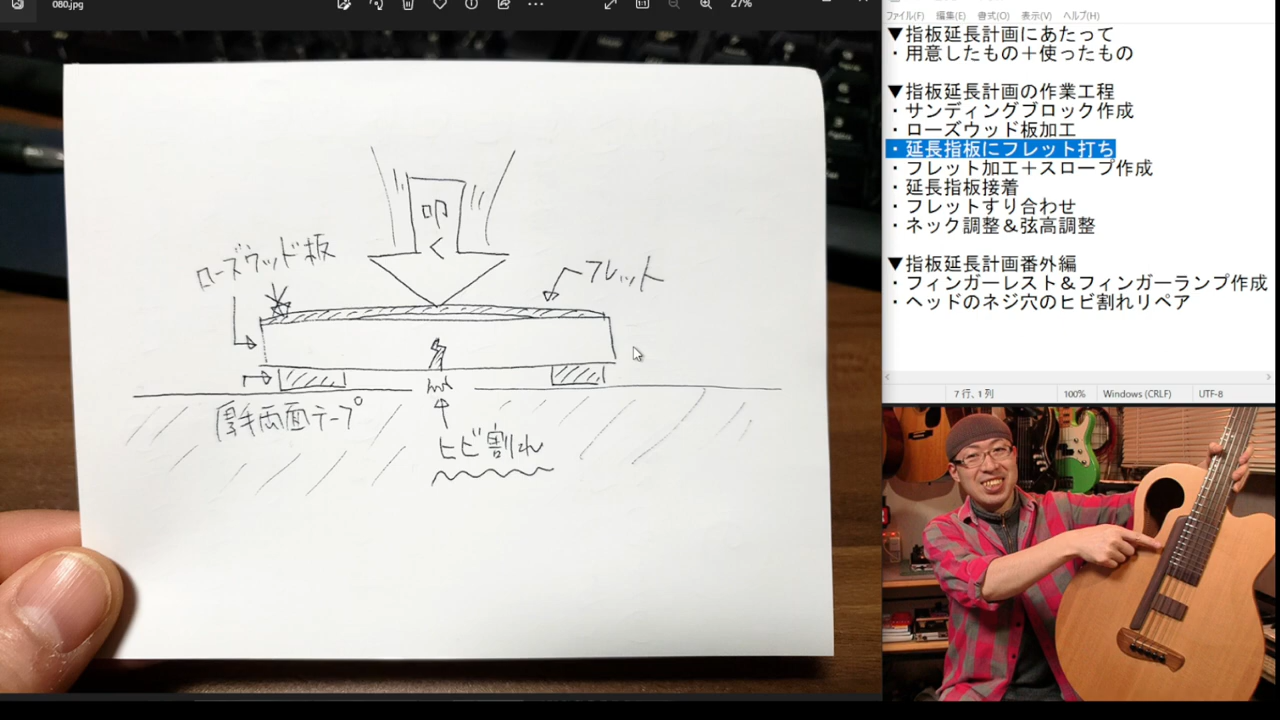 080.jpg
27%
叩
く
ローズウッド板
フレット
厚手両面テープ
ヒビ割れ
ファイル(F) 編集(E) 書式(O) 表示(V) ヘルプ(H)
▼指板延長計画にあたって
・用意したもの＋使ったもの
▼指板延長計画の作業工程
・サンディングブロック作成
・ローズウッド板加工
・延長指板にフレット打ち
・フレット加工＋スロープ作成
・延長指板接着
・フレットすり合わせ
・ネック調整＆弦高調整
▼指板延長計画番外編
・フィンガーレスト＆フィンガーランプ作成
・ヘッドのネジ穴のヒビ割れリペア
7 行、1 列 100% Windows (CRLF) UTF-8